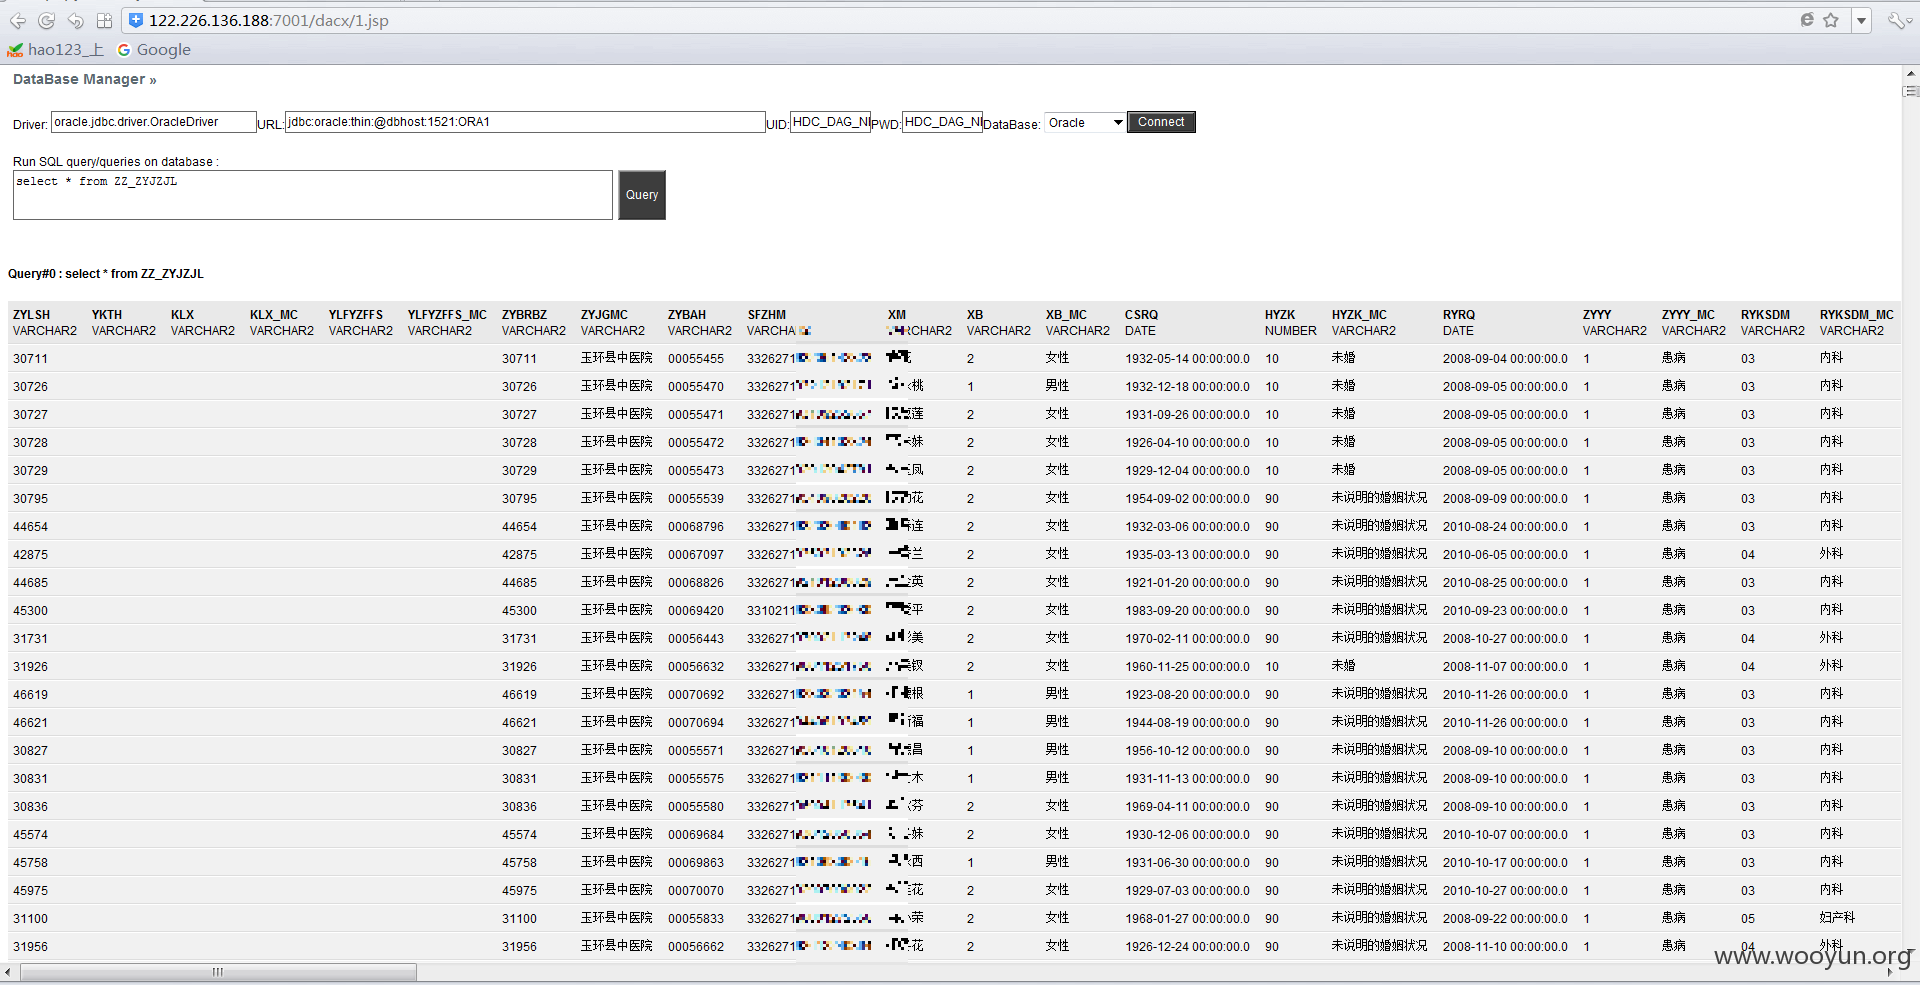 122.226.136.188:7001/dacx/1.jsp
hao123_上 Google
DataBase Manager »
Driver: oracle.jdbc.driver.OracleDriver URL: jdbc:oracle:thin:@dbhost:1521:ORA1 UID: HDC_DAG_NI PWD: HDC_DAG_NI DataBase: Oracle Connect
Run SQL query/queries on database :
select * from ZZ_ZYJZJL
Query
Query#0 : select * from ZZ_ZYJZJL
ZYLSH YKTH KLX KLX_MC YLFYZFFS YLFYZFFS_MC ZYBRBZ ZYJGMC ZYBAH SFZHM XM XB XB_MC CSRQ HYZK HYZK_MC RYRQ ZYYY ZYYY_MC RYKSDM RYKSDM_MC
VARCHAR2 VARCHAR2 VARCHAR2 VARCHAR2 VARCHAR2 VARCHAR2 VARCHAR2 VARCHAR2 VARCHAR2 VARCHA RCHAR2 VARCHAR2 VARCHAR2 DATE NUMBER VARCHAR2 DATE VARCHAR2 VARCHAR2 VARCHAR2 VARCHAR2
30711 30711 玉环县中医院 00055455 3326271 2 女性 1932-05-14 00:00:00.0 10 未婚 2008-09-04 00:00:00.0 1 患病 03 内科
30726 30726 玉环县中医院 00055470 3326271 桃 1 男性 1932-12-18 00:00:00.0 10 未婚 2008-09-05 00:00:00.0 1 患病 03 内科
30727 30727 玉环县中医院 00055471 3326271 莲 2 女性 1931-09-26 00:00:00.0 10 未婚 2008-09-05 00:00:00.0 1 患病 03 内科
30728 30728 玉环县中医院 00055472 3326271 妹 2 女性 1926-04-10 00:00:00.0 10 未婚 2008-09-05 00:00:00.0 1 患病 03 内科
30729 30729 玉环县中医院 00055473 3326271 凤 2 女性 1929-12-04 00:00:00.0 10 未婚 2008-09-05 00:00:00.0 1 患病 03 内科
30795 30795 玉环县中医院 00055539 3326271 花 2 女性 1954-09-02 00:00:00.0 90 未说明的婚姻状况 2008-09-09 00:00:00.0 1 患病 03 内科
44654 44654 玉环县中医院 00068796 3326271 连 2 女性 1932-03-06 00:00:00.0 90 未说明的婚姻状况 2010-08-24 00:00:00.0 1 患病 03 内科
42875 42875 玉环县中医院 00067097 3326271 兰 2 女性 1935-03-13 00:00:00.0 90 未说明的婚姻状况 2010-06-05 00:00:00.0 1 患病 04 外科
44685 44685 玉环县中医院 00068826 3326271 英 2 女性 1921-01-20 00:00:00.0 90 未说明的婚姻状况 2010-08-25 00:00:00.0 1 患病 03 内科
45300 45300 玉环县中医院 00069420 3310211 平 2 女性 1983-09-20 00:00:00.0 90 未说明的婚姻状况 2010-09-23 00:00:00.0 1 患病 03 内科
31731 31731 玉环县中医院 00056443 3326271 美 2 女性 1970-02-11 00:00:00.0 90 未说明的婚姻状况 2008-10-27 00:00:00.0 1 患病 04 外科
31926 31926 玉环县中医院 00056632 3326271 钗 2 女性 1960-11-25 00:00:00.0 10 未婚 2008-11-07 00:00:00.0 1 患病 04 外科
46619 46619 玉环县中医院 00070692 3326271 根 1 男性 1923-08-20 00:00:00.0 90 未说明的婚姻状况 2010-11-26 00:00:00.0 1 患病 03 内科
46621 46621 玉环县中医院 00070694 3326271 福 1 男性 1944-08-19 00:00:00.0 90 未说明的婚姻状况 2010-11-26 00:00:00.0 1 患病 03 内科
30827 30827 玉环县中医院 00055571 3326271 昌 1 男性 1956-10-12 00:00:00.0 90 未说明的婚姻状况 2008-09-10 00:00:00.0 1 患病 03 内科
30831 30831 玉环县中医院 00055575 3326271 木 1 男性 1931-11-13 00:00:00.0 90 未说明的婚姻状况 2008-09-10 00:00:00.0 1 患病 03 内科
30836 30836 玉环县中医院 00055580 3326271 芬 2 女性 1969-04-11 00:00:00.0 90 未说明的婚姻状况 2008-09-10 00:00:00.0 1 患病 03 内科
45574 45574 玉环县中医院 00069684 3326271 妹 2 女性 1930-12-06 00:00:00.0 90 未说明的婚姻状况 2010-10-07 00:00:00.0 1 患病 03 内科
45758 45758 玉环县中医院 00069863 3326271 西 1 男性 1931-06-30 00:00:00.0 90 未说明的婚姻状况 2010-10-17 00:00:00.0 1 患病 03 内科
45975 45975 玉环县中医院 00070070 3326271 花 2 女性 1929-07-03 00:00:00.0 90 未说明的婚姻状况 2010-10-27 00:00:00.0 1 患病 03 内科
31100 31100 玉环县中医院 00055833 3326271 荣 2 女性 1968-01-27 00:00:00.0 90 未说明的婚姻状况 2008-09-22 00:00:00.0 1 患病 05 妇产科
31956 31956 玉环县中医院 00056662 3326271 花 2 女性 1926-12-24 00:00:00.0 90 未说明的婚姻状况 2008-11-10 00:00:00.0 1 患病 04 外科
www.wooyun.org